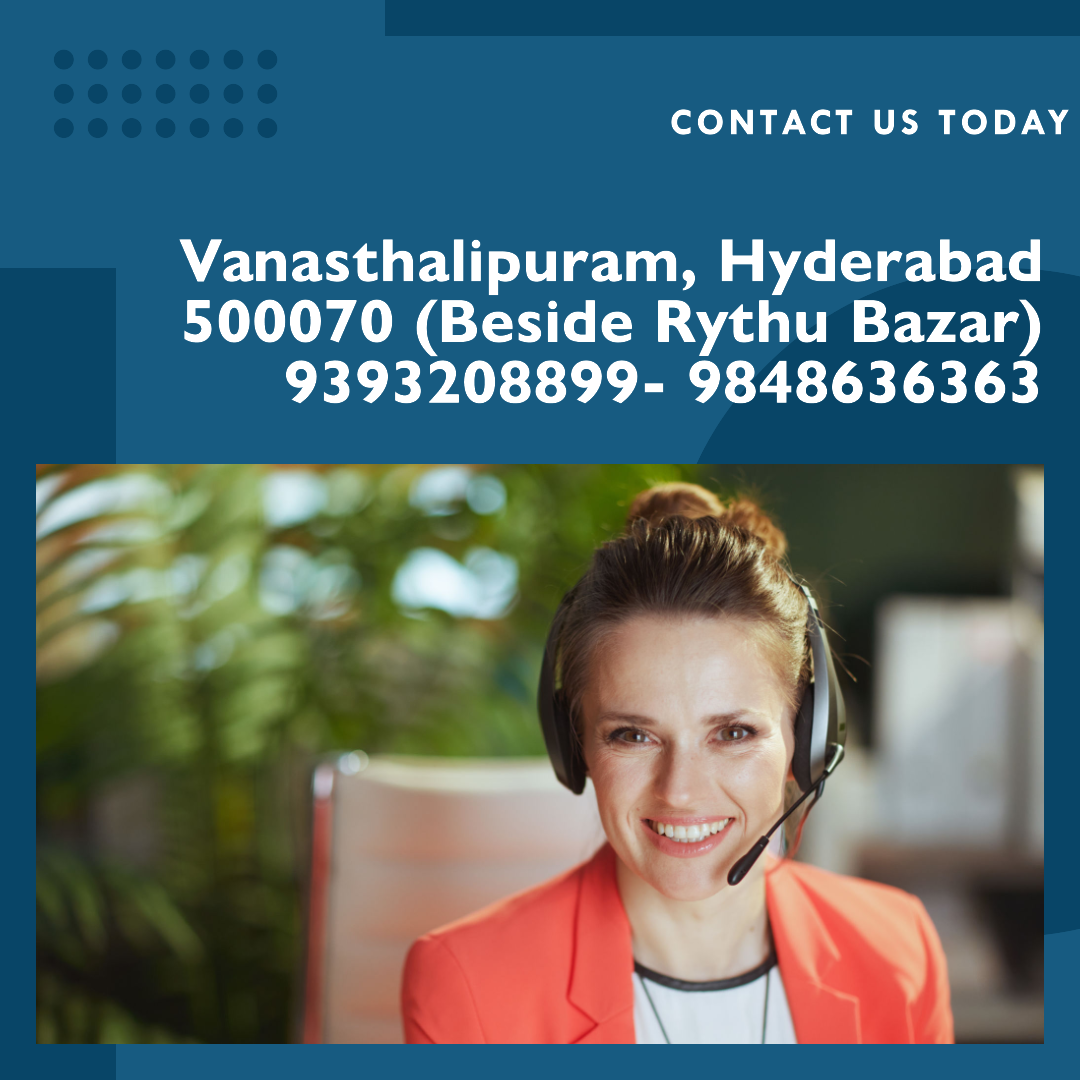 CONTACT US TODAY
Vanasthalipuram, Hyderabad
500070 (Beside Rythu Bazar)
9393208899- 9848636363